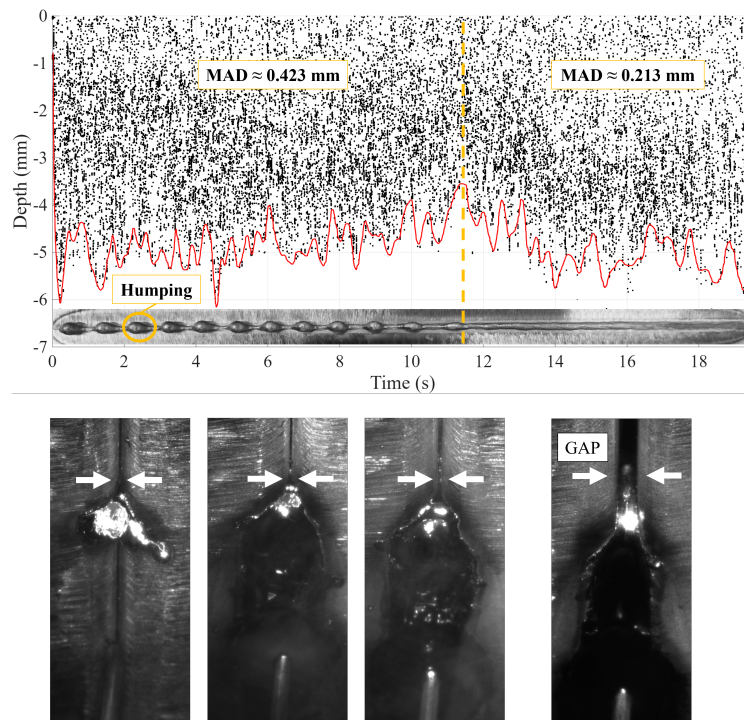 0
-1
-2
-3
-4
-5
-6
-7
Depth (mm)
MAD ≈ 0.423 mm
MAD ≈ 0.213 mm
Humping
0 2 4 6 8 10 12 14 16 18
Time (s)
GAP